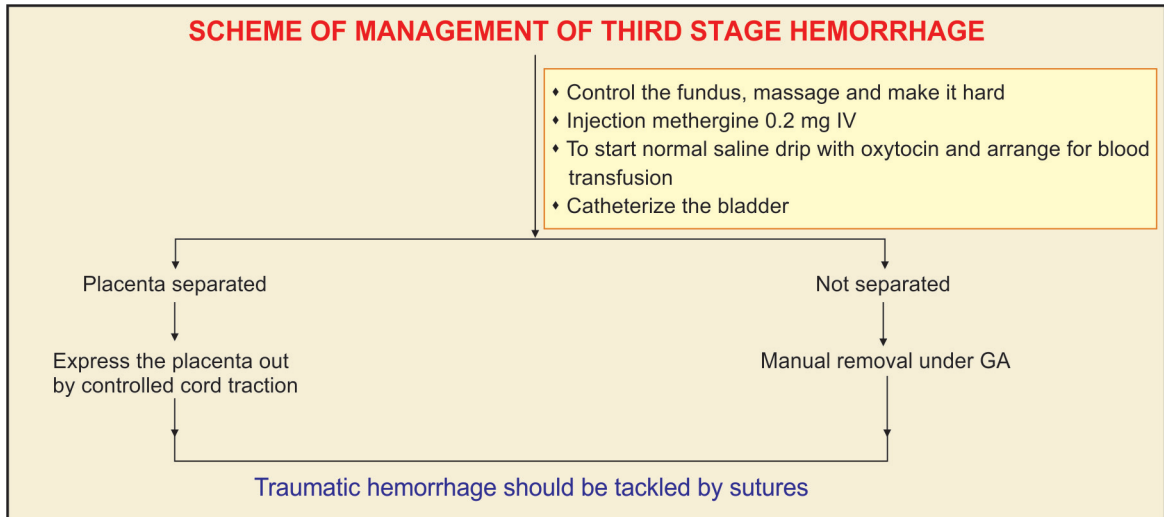 SCHEME OF MANAGEMENT OF THIRD STAGE HEMORRHAGE
♦ Control the fundus, massage and make it hard
♦ Injection methergine 0.2 mg IV
♦ To start normal saline drip with oxytocin and arrange for blood
transfusion
♦ Catheterize the bladder
Placenta separated
Not separated
Express the placenta out
by controlled cord traction
Manual removal under GA
Traumatic hemorrhage should be tackled by sutures